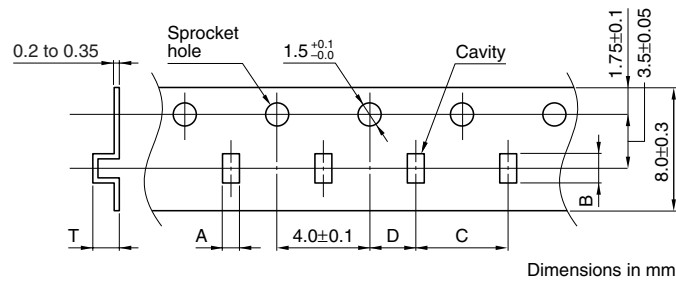 0.2 to 0.35
Sprocket
hole
1.5 +0.1 −0.0
Cavity
1.75±0.1
3.5±0.05
8.0±0.3
B
T
A
4.0±0.1
D
C
Dimensions in mm